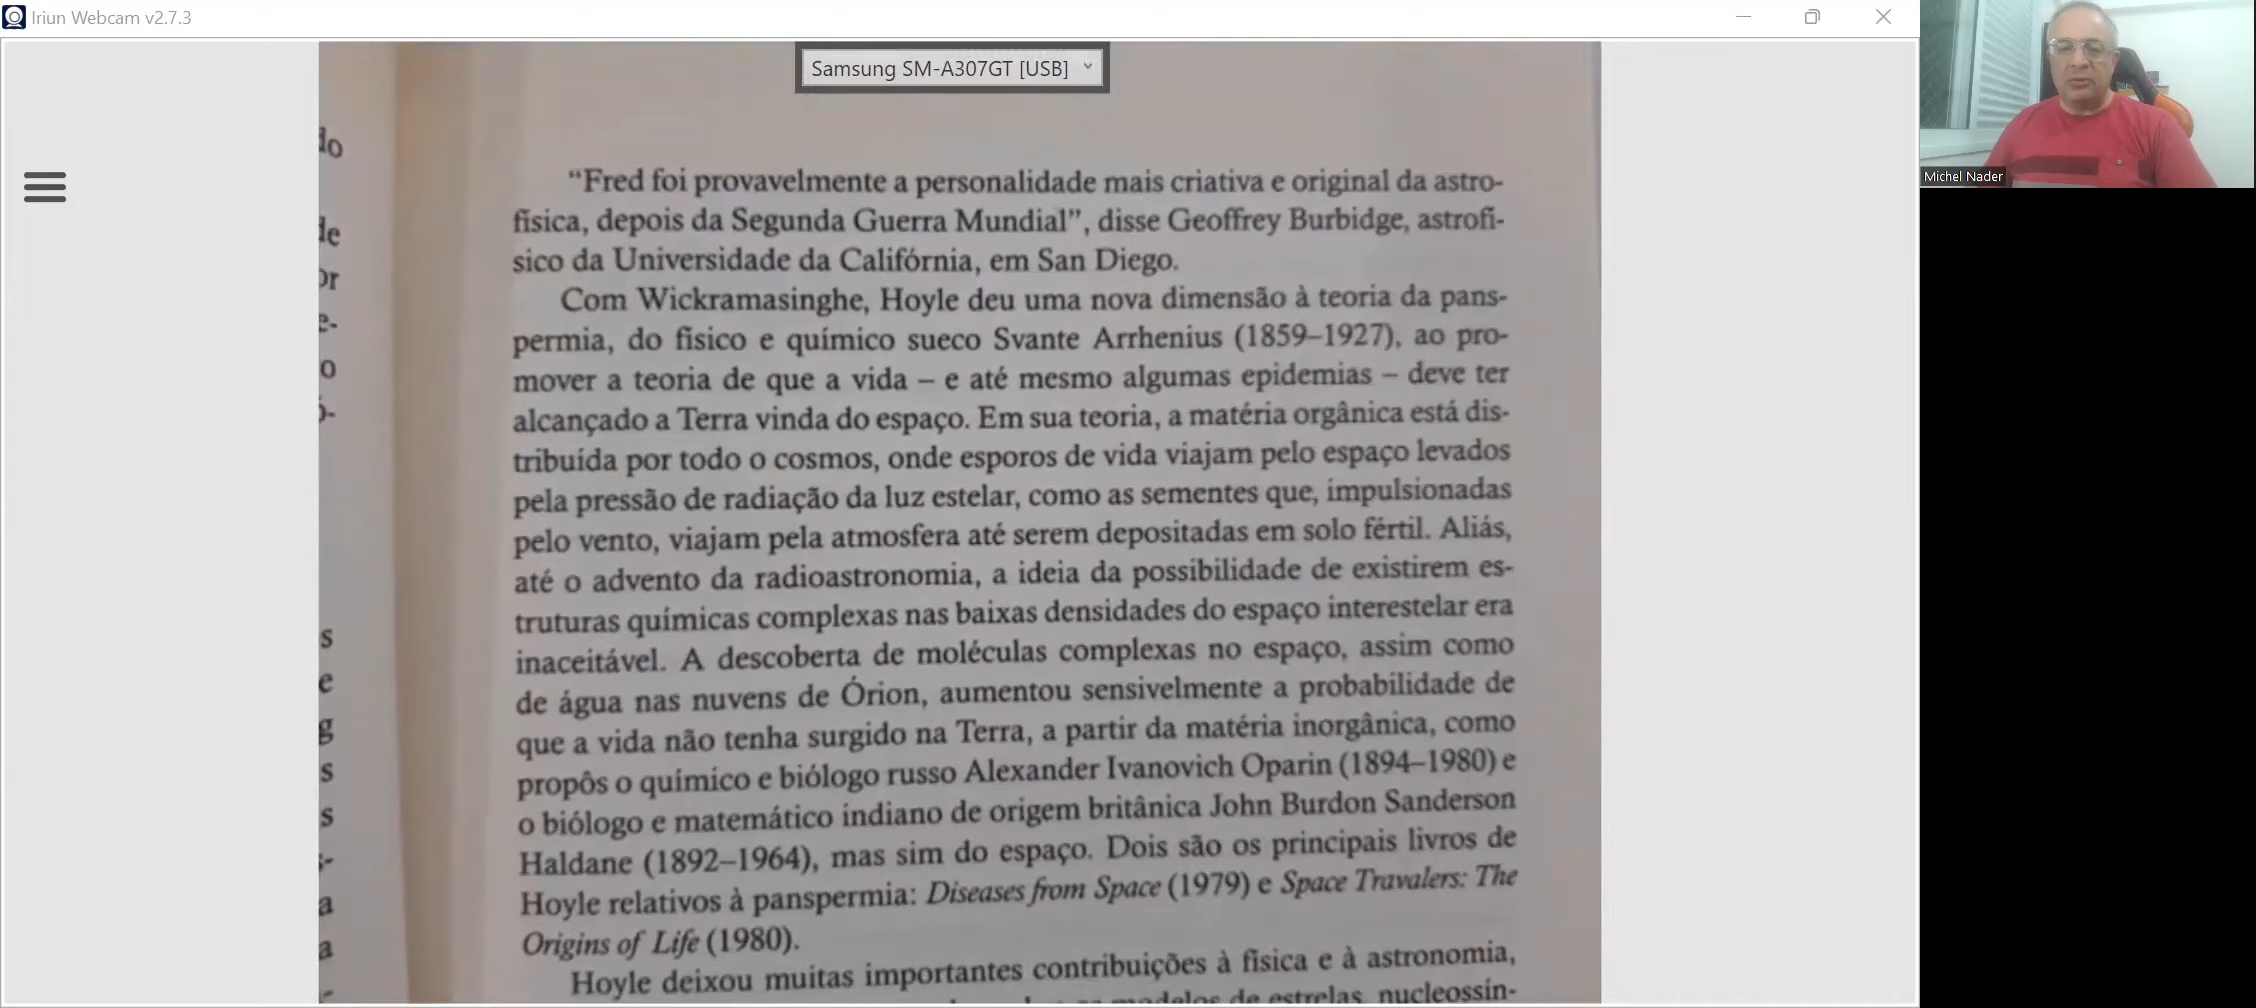 Iriun Webcam v2.7.3
Samsung SM-A307GT [USB]
Michel Nader
do
de
or
e-
o
s
e
g
s
s
a
a
“Fred foi provavelmente a personalidade mais criativa e original da astro-
física, depois da Segunda Guerra Mundial”, disse Geoffrey Burbidge, astrofí-
sico da Universidade da Califórnia, em San Diego.
Com Wickramasinghe, Hoyle deu uma nova dimensão à teoria da pans-
permia, do físico e químico sueco Svante Arrhenius (1859–1927), ao pro-
mover a teoria de que a vida – e até mesmo algumas epidemias – deve ter
alcançado a Terra vinda do espaço. Em sua teoria, a matéria orgânica está dis-
tribuída por todo o cosmos, onde esporos de vida viajam pelo espaço levados
pela pressão de radiação da luz estelar, como as sementes que, impulsionadas
pelo vento, viajam pela atmosfera até serem depositadas em solo fértil. Aliás,
até o advento da radioastronomia, a ideia da possibilidade de existirem es-
truturas químicas complexas nas baixas densidades do espaço interestelar era
inaceitável. A descoberta de moléculas complexas no espaço, assim como
de água nas nuvens de Órion, aumentou sensivelmente a probabilidade de
que a vida não tenha surgido na Terra, a partir da matéria inorgânica, como
propôs o químico e biólogo russo Alexander Ivanovich Oparin (1894–1980) e
o biólogo e matemático indiano de origem britânica John Burdon Sanderson
Haldane (1892–1964), mas sim do espaço. Dois são os principais livros de
Hoyle relativos à panspermia: Diseases from Space (1979) e Space Travalers: The
Origins of Life (1980).
Hoyle deixou muitas importantes contribuições à física e à astronomia,
modelos de estrelas, nucleossín-